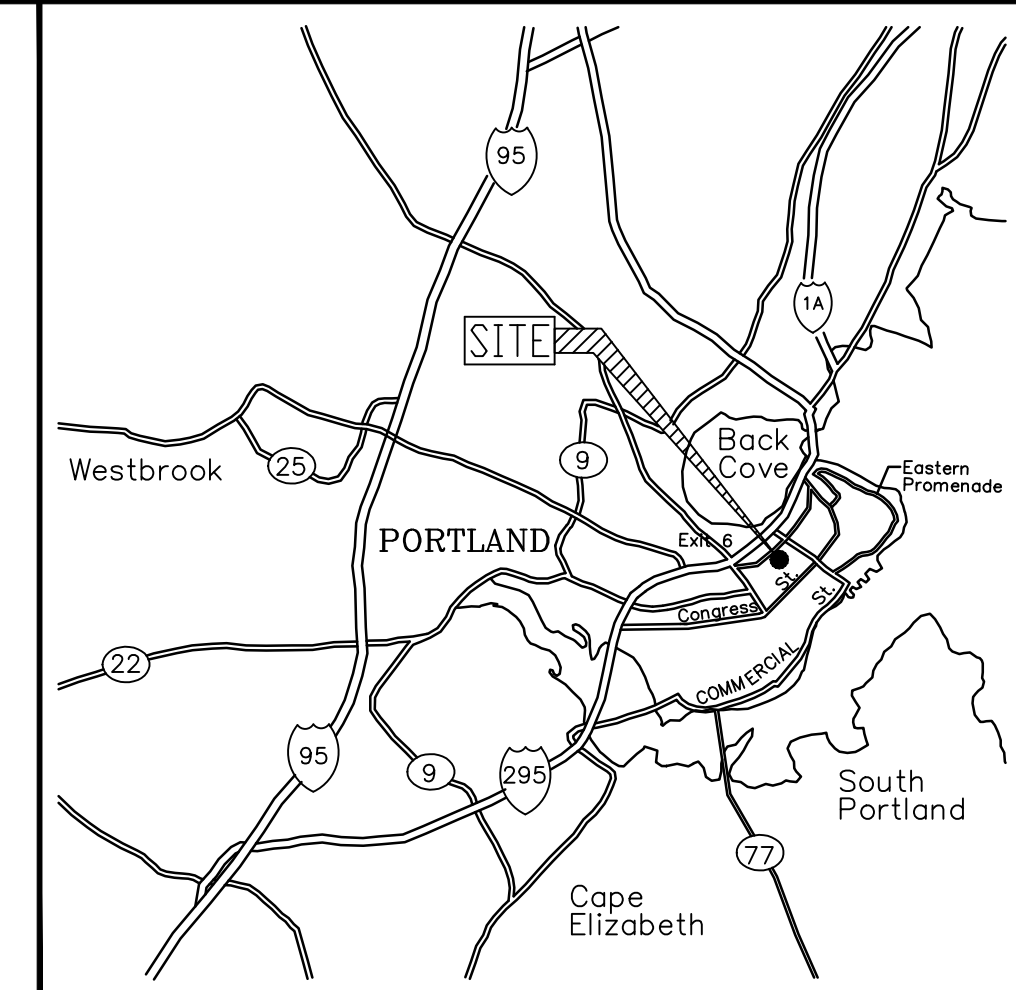 95
1A
SITE
Back
Cove
9
Westbrook
25
Eastern
Promenade
PORTLAND
Exit 6
St.
St.
Congress
22
COMMERCIAL
95
9
295
South
Portland
77
Cape
Elizabeth